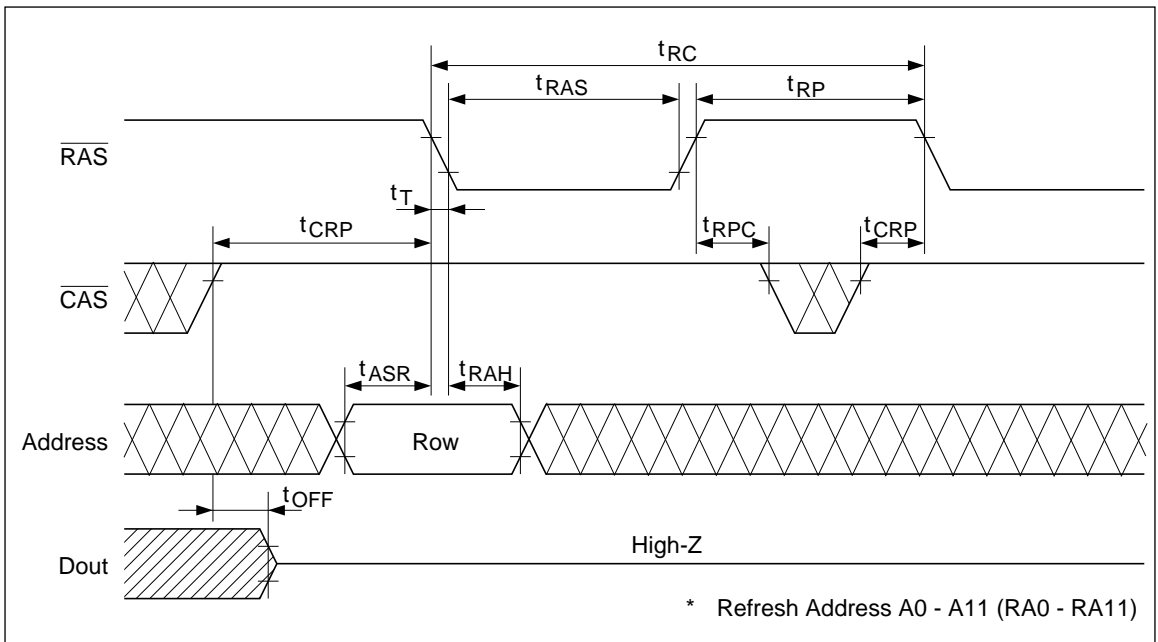 tRC
tRAS
tRP
RAS
tT
tCRP
tRPC
tCRP
CAS
tASR
tRAH
Address
Row
tOFF
Dout
High-Z
* Refresh Address A0 - A11 (RA0 - RA11)